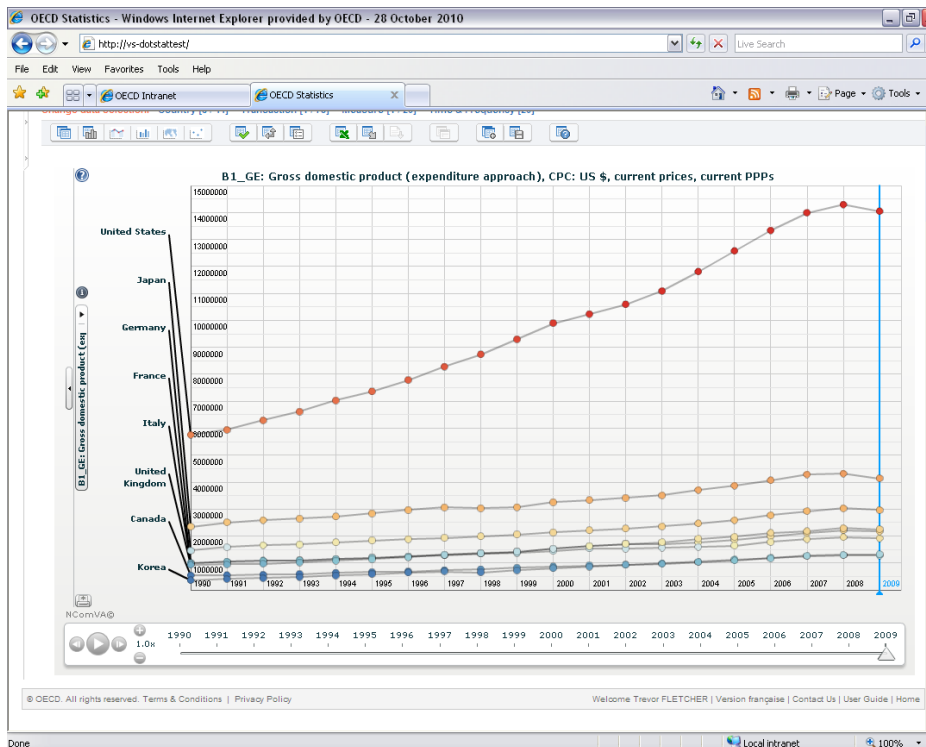 OECD Statistics - Windows Internet Explorer provided by OECD - 28 October 2010
http://vs-dotstattest/
Live Search
File Edit View Favorites Tools Help
OECD Intranet
OECD Statistics
Page
Tools
B1_GE: Gross domestic product (expenditure approach), CPC: US $, current prices, current PPPs
15000000
14000000
13000000
12000000
11000000
10000000
9000000
8000000
7000000
6000000
5000000
4000000
3000000
2000000
1000000
United States
Japan
Germany
France
Italy
United
Kingdom
Canada
Korea
B1_GE: Gross domestic product (ex
1990 1991 1992 1993 1994 1995 1996 1997 1998 1999 2000 2001 2002 2003 2004 2005 2006 2007 2008 2009
NComVA©
1.0x
1990 1991 1992 1993 1994 1995 1996 1997 1998 1999 2000 2001 2002 2003 2004 2005 2006 2007 2008 2009
© OECD. All rights reserved. Terms & Conditions | Privacy Policy
Welcome Trevor FLETCHER | Version française | Contact Us | User Guide | Home
Done
Local intranet
100%